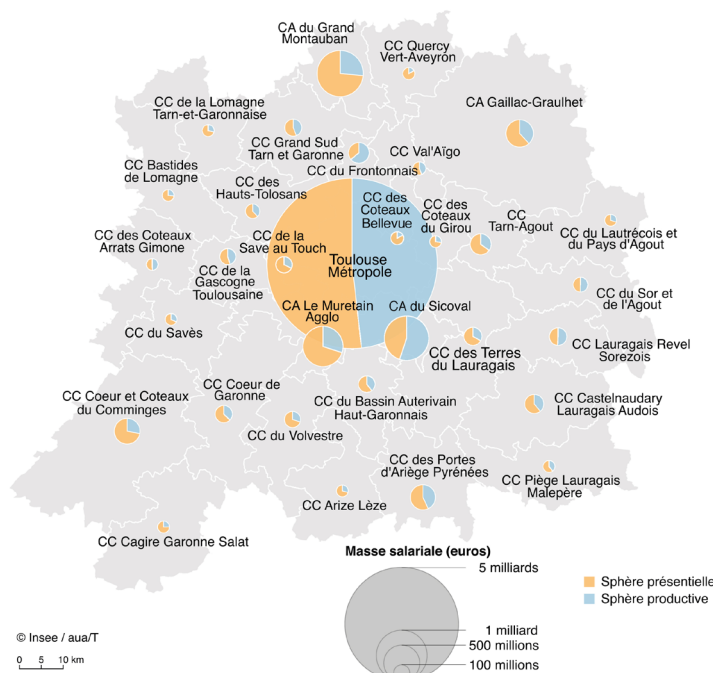 CA du Grand
Montauban
CC Quercy
Vert-Aveyron
CA Gaillac-Graulhet
CC de la Lomagne
Tarn-et-Garonnaise
CC Grand Sud
Tarn et Garonne
CC Val'Aïgo
CC du Frontonnais
CC Bastides
de Lomagne
CC des
Hauts-Tolosans
CC des
Coteaux
Bellevue
CC des
Coteaux
du Girou
CC
Tarn-Agout
CC du Lautrécois et
du Pays d'Agout
CC des Coteaux
Arrats Gimone
CC de la
Save au Touch
CC de la
Gascogne
Toulousaine
Toulouse
Métropole
CC du Sor et
de l'Agout
CA Le Muretain
Agglo
CA du Sicoval
CC du Savès
CC des Terres
du Lauragais
CC Lauragais Revel
Sorezois
CC Coeur et Coteaux
du Comminges
CC Coeur de
Garonne
CC du Bassin Auterivain
Haut-Garonnais
CC Castelnaudary
Lauragais Audois
CC du Volvestre
CC des Portes
d'Ariège Pyrénées
CC Piège Lauragais
Malepère
CC Arize Lèze
CC Cagire Garonne Salat
Masse salariale (euros)
5 milliards
1 milliard
500 millions
100 millions
Sphère présentielle
Sphère productive
© Insee / aua/T
0 5 10 km